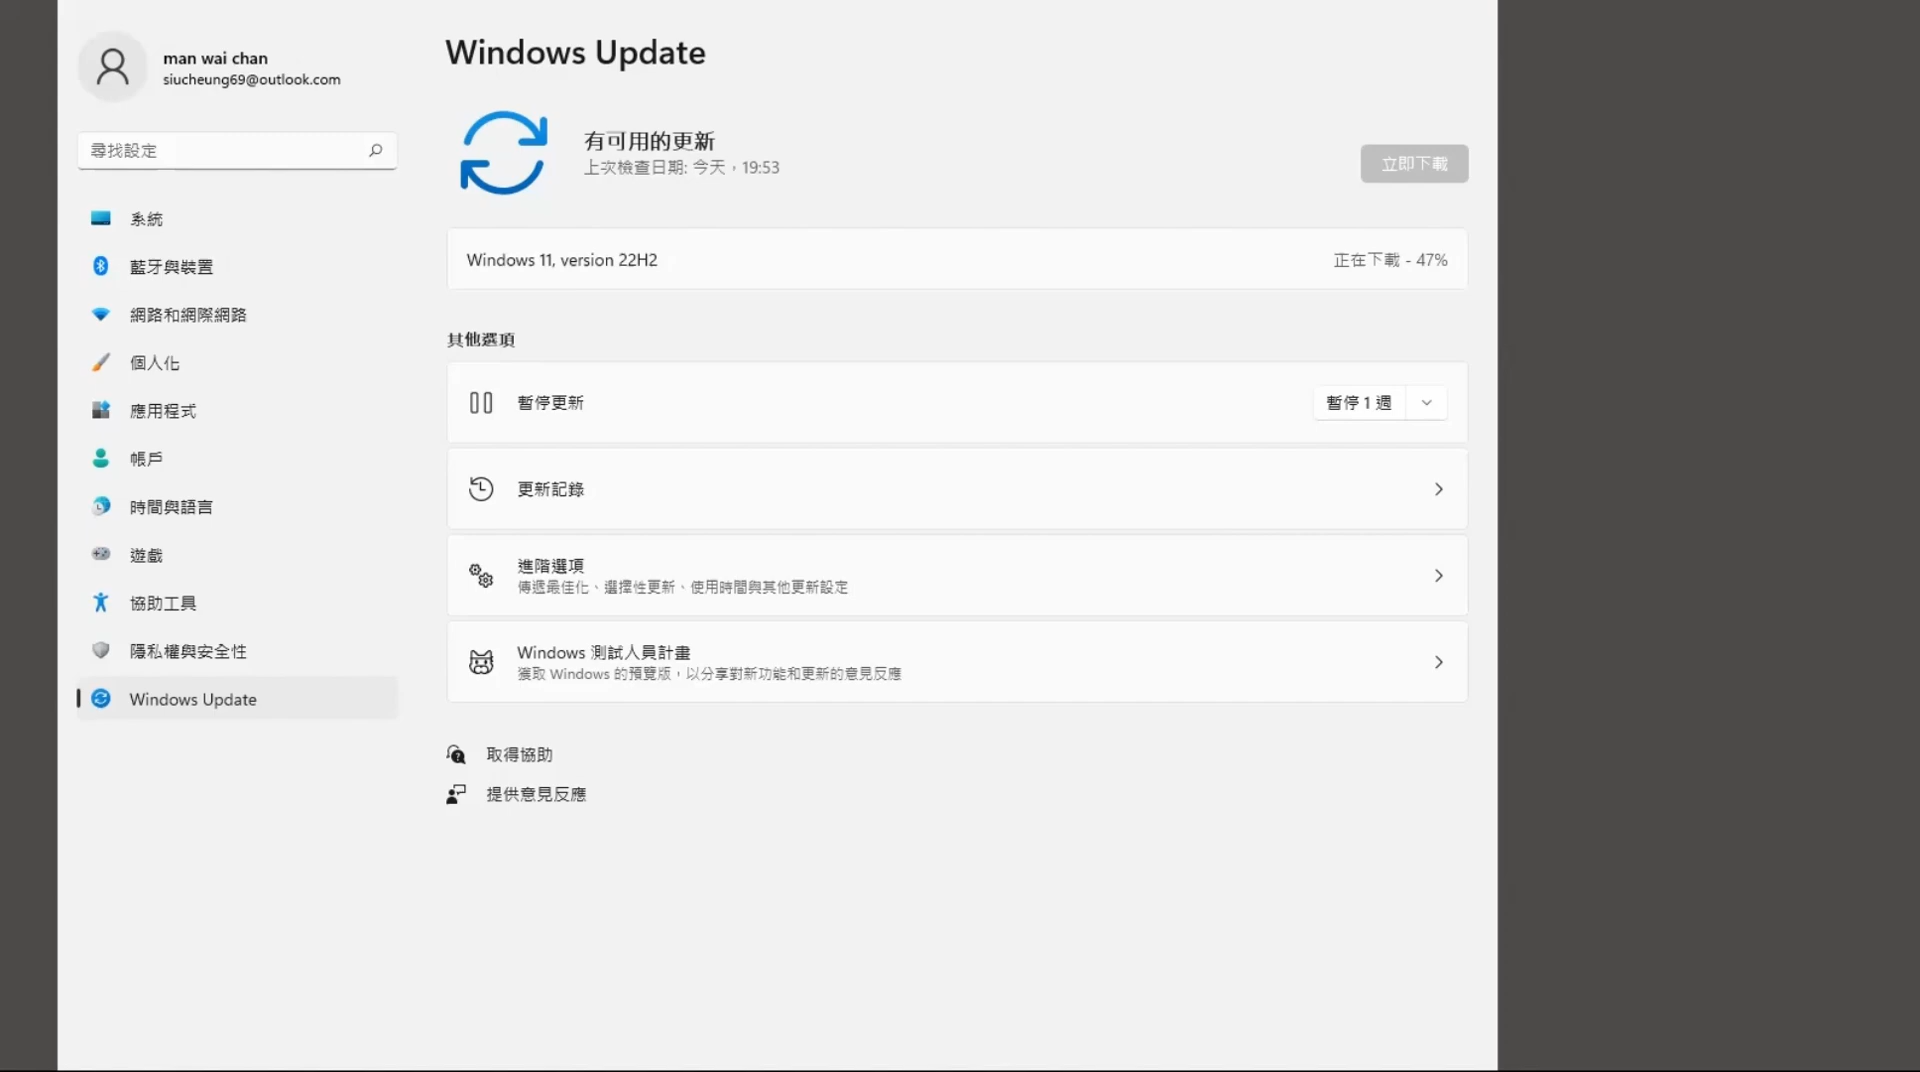 man wai chan
siucheung69@outlook.com
尋找設定
系統
藍牙與裝置
網路和網際網路
個人化
應用程式
帳戶
時間與語言
遊戲
協助工具
隱私權與安全性
Windows Update
Windows Update
有可用的更新
上次檢查日期: 今天，19:53
立即下載
Windows 11, version 22H2
正在下載 - 47%
其他選項
暫停更新
暫停 1 週
更新記錄
進階選項
傳遞最佳化、選擇性更新、使用時間與其他更新設定
Windows 測試人員計畫
獲取 Windows 的預覽版，以分享對新功能和更新的意見反應
取得協助
提供意見反應